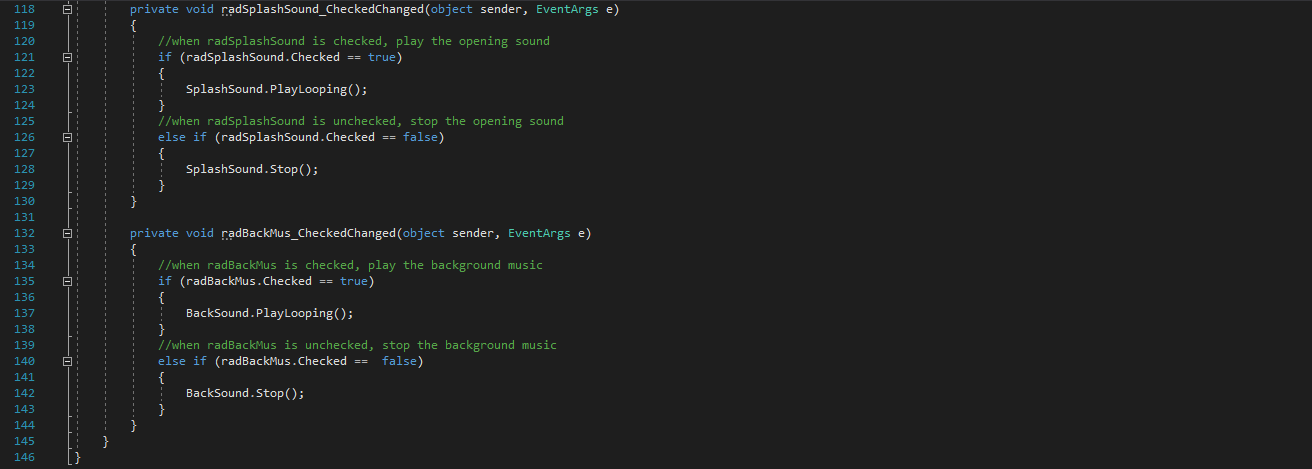 118 private void radSplashSound_CheckedChanged(object sender, EventArgs e)
119 {
120 //when radSplashSound is checked, play the opening sound
121 if (radSplashSound.Checked == true)
122 {
123 SplashSound.PlayLooping();
124 }
125 //when radSplashSound is unchecked, stop the opening sound
126 else if (radSplashSound.Checked == false)
127 {
128 SplashSound.Stop();
129 }
130 }
131
132 private void radBackMus_CheckedChanged(object sender, EventArgs e)
133 {
134 //when radBackMus is checked, play the background music
135 if (radBackMus.Checked == true)
136 {
137 BackSound.PlayLooping();
138 }
139 //when radBackMus is unchecked, stop the background music
140 else if (radBackMus.Checked ==  false)
141 {
142 BackSound.Stop();
143 }
144 }
145 }
146 }